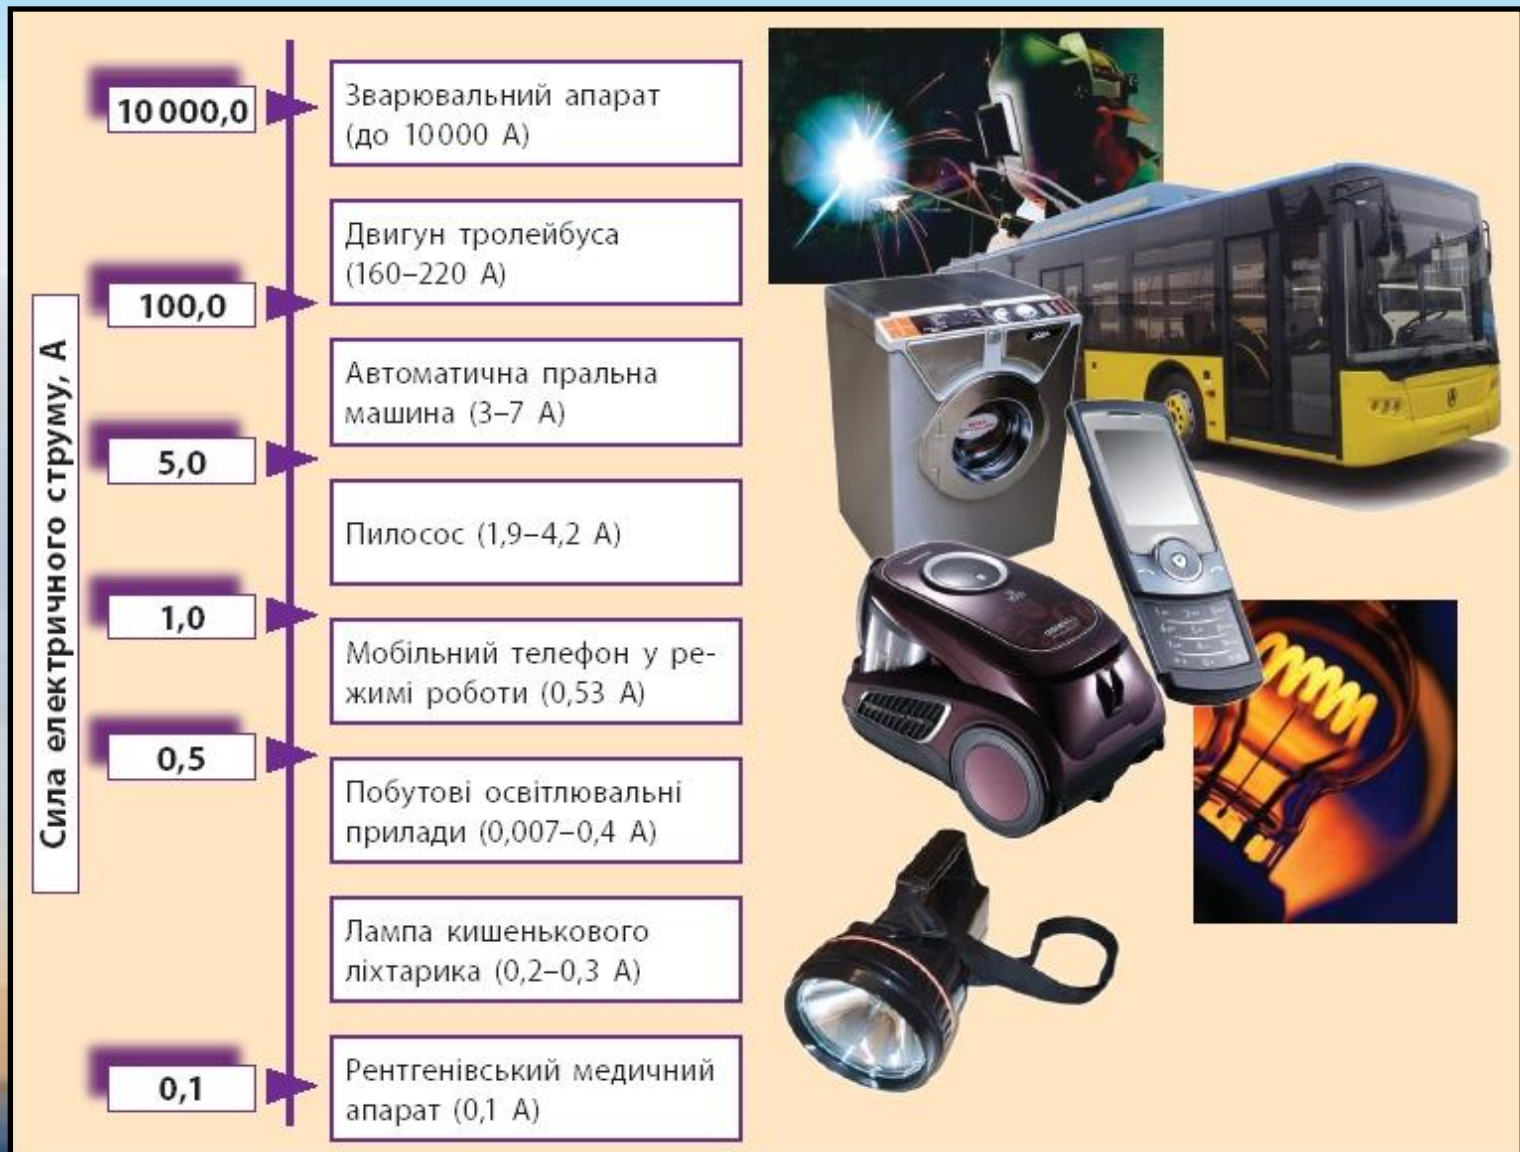 Сила електричного струму, А
10 000,0
Зварювальний апарат
(до 10000 А)
Двигун тролейбуса
(160–220 А)
100,0
Автоматична пральна
машина (3–7 А)
5,0
Пилосос (1,9–4,2 А)
1,0
Мобільний телефон у ре-
жимі роботи (0,53 А)
0,5
Побутові освітлювальні
прилади (0,007–0,4 А)
Лампа кишенькового
ліхтарика (0,2–0,3 А)
0,1
Рентгенівський медичний
апарат (0,1 А)